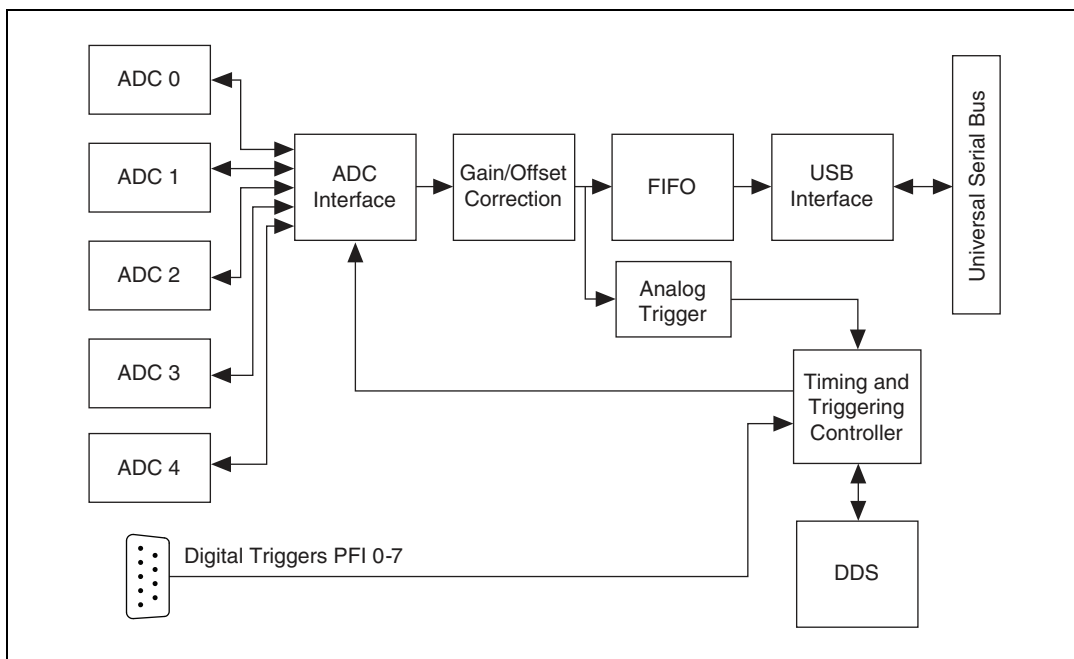 ADC 0
ADC 1
ADC 2
ADC 3
ADC 4
ADC
Interface
Gain/Offset
Correction
FIFO
USB
Interface
Universal Serial Bus
Analog
Trigger
Timing and
Triggering
Controller
Digital Triggers PFI 0-7
DDS